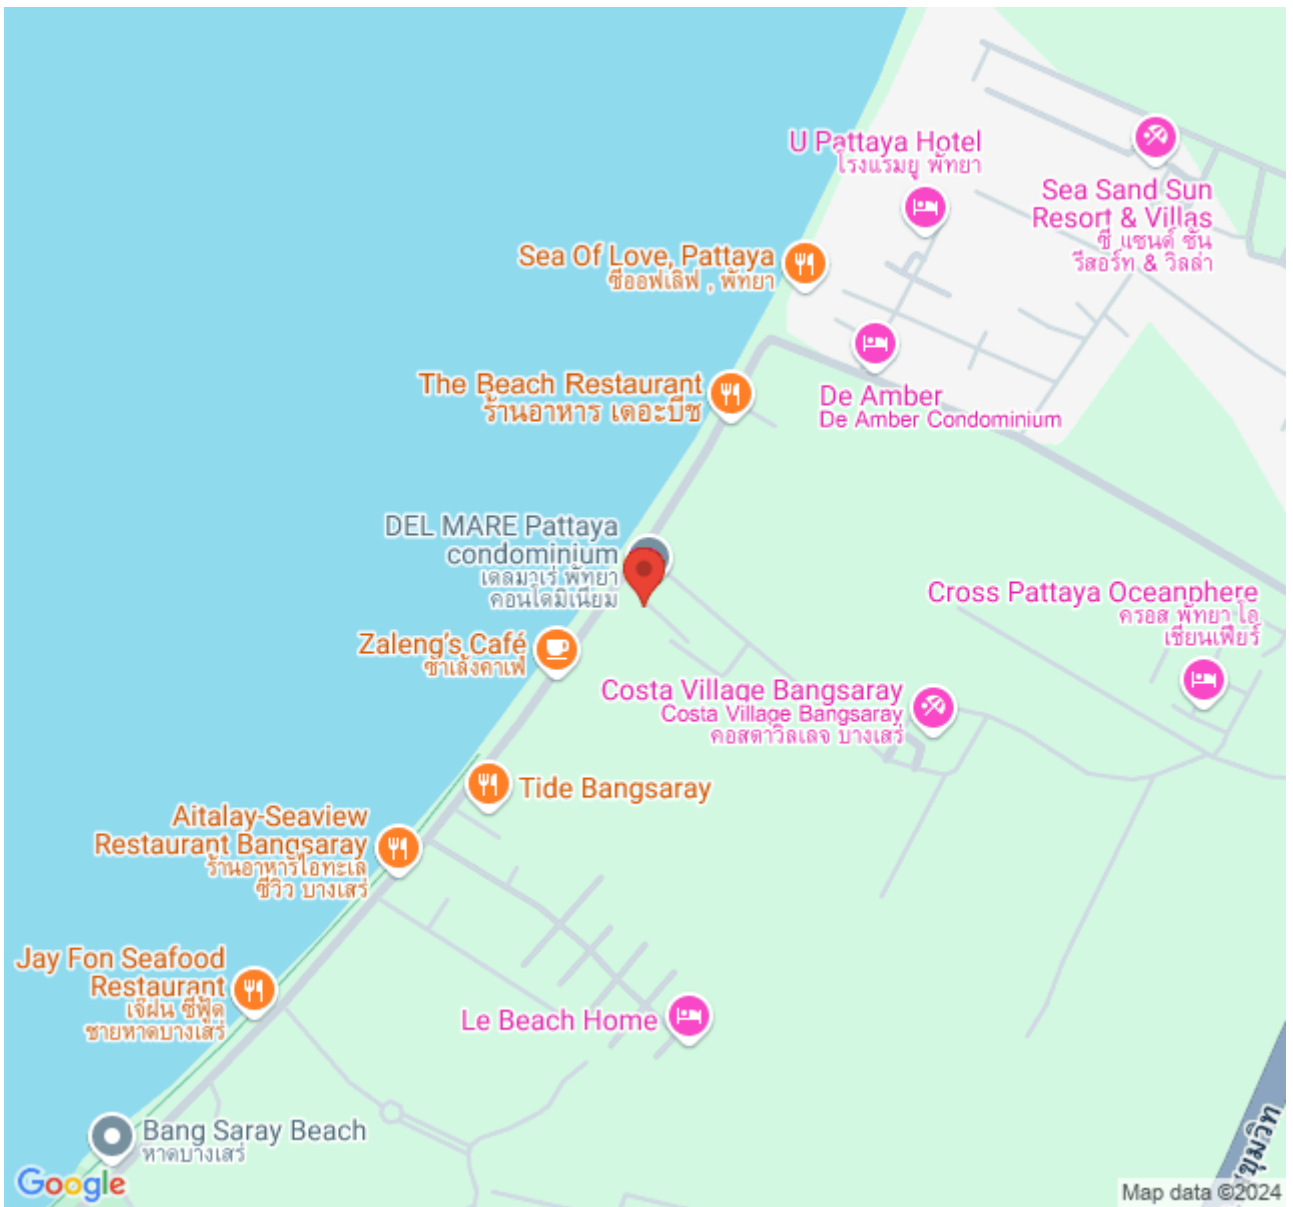 U Pattaya Hotel
โรงแรมยู พัทยา
Sea Sand Sun
Resort & Villas
ซี แซนด์ ซัน
รีสอร์ท & วิลล่า
Sea Of Love, Pattaya
ซีออฟเลิฟ , พัทยา
The Beach Restaurant
ร้านอาหาร เดอะบีช
De Amber
De Amber Condominium
DEL MARE Pattaya
condominium
เดลมาเร่ พัทยา
คอนโดมิเนียม
Cross Pattaya Oceanphere
ครอส พัทยา โอ
เชียนเฟียร์
Zaleng's Café
ซาเล้งคาเฟ่
Costa Village Bangsaray
Costa Village Bangsaray
คอสตาวิลเลจ บางเสร่
Tide Bangsaray
Aitalay-Seaview
Restaurant Bangsaray
ร้านอาหารไอทะเล
ซีวิว บางเสร่
Jay Fon Seafood
Restaurant
เจ๊ฝน ซีฟู้ด
ชายหาดบางเสร่
Le Beach Home
Bang Saray Beach
หาดบางเสร่
Google
Map data ©2024